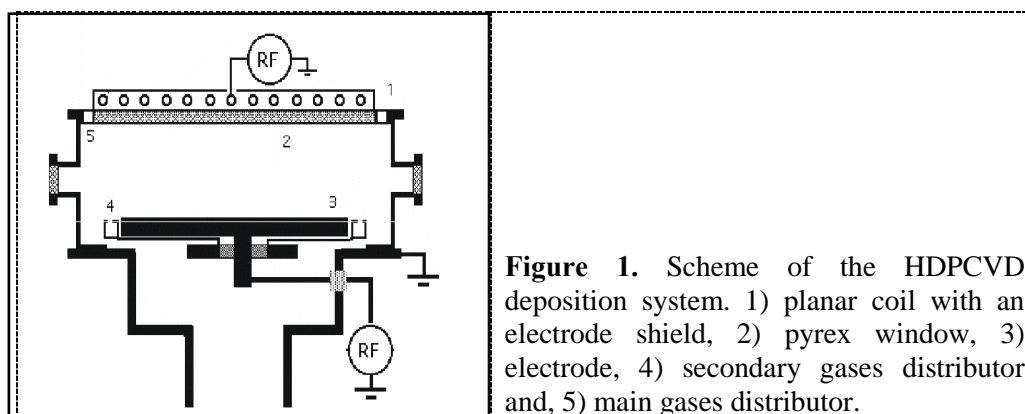 RF
1
5
2
4
3
RF
Figure 1. Scheme of the HDPCVD
deposition system. 1) planar coil with an
electrode shield, 2) pyrex window, 3)
electrode, 4) secondary gases distributor
and, 5) main gases distributor.